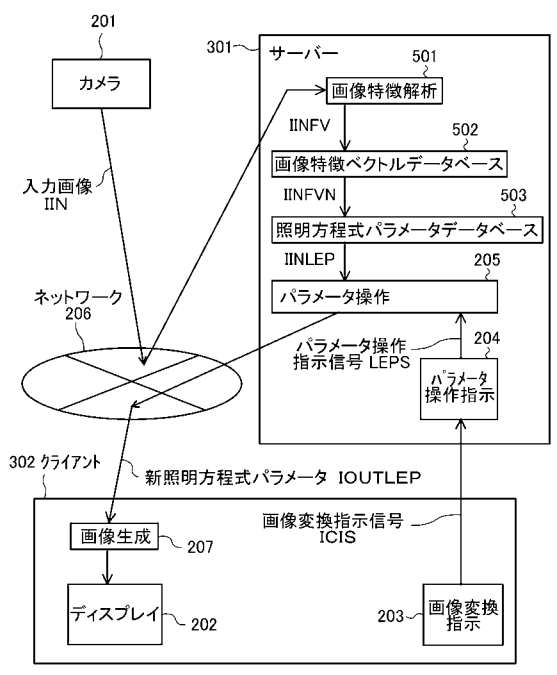 201
カメラ
301
サーバー
501
画像特徴解析
IINFV
502
画像特徴ベクトルデータベース
IINFVN
503
照明方程式パラメータデータベース
IINLEP
205
パラメータ操作
入力画像
IIN
ネットワーク
206
パラメータ操作
指示信号 LEPS
204
パラメータ
操作指示
302 クライアント
新照明方程式パラメータ IOUTLEP
画像変換指示信号
ICIS
画像生成
207
ディスプレイ
202
203
画像変換
指示